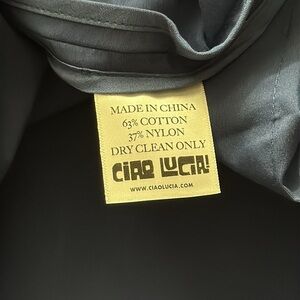 MADE IN CHINA
63% COTTON
37% NYLON
DRY CLEAN ONLY
CIAO LUCIA!
WWW.CIAOLUCIA.COM